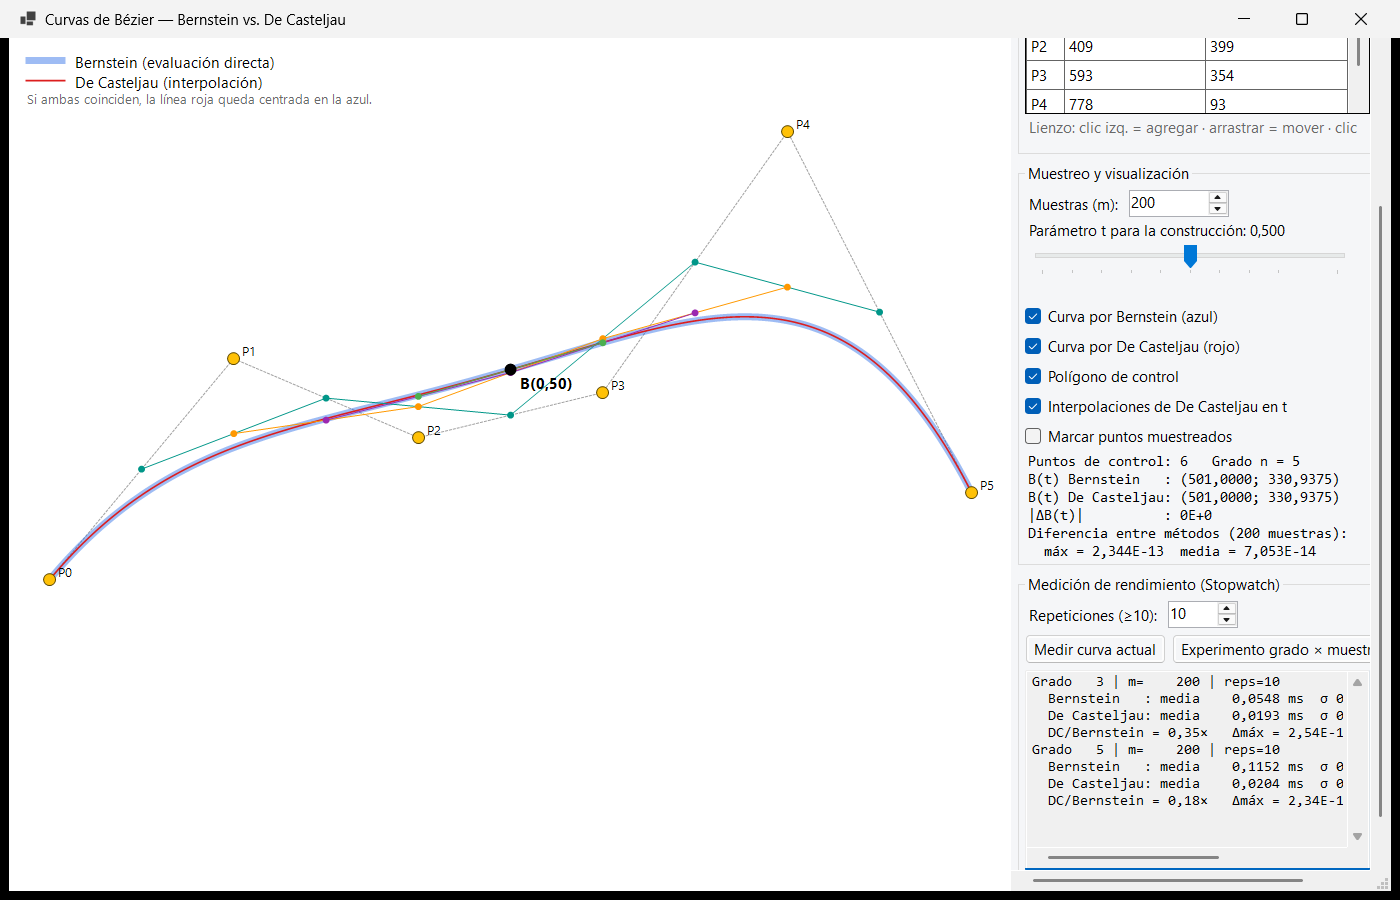 Curvas de Bézier — Bernstein vs. De Casteljau
Bernstein (evaluación directa)
De Casteljau (interpolación)
Si ambas coinciden, la línea roja queda centrada en la azul.
P4
P1
P3
B(0,50)
P2
P5
P0
P2 409 399
P3 593 354
P4 778 93
Lienzo: clic izq. = agregar · arrastrar = mover · clic
Muestreo y visualización
Muestras (m): 200
Parámetro t para la construcción: 0,500
Curva por Bernstein (azul)
Curva por De Casteljau (rojo)
Polígono de control
Interpolaciones de De Casteljau en t
Marcar puntos muestreados
Puntos de control: 6 Grado n = 5
B(t) Bernstein : (501,0000; 330,9375)
B(t) De Casteljau: (501,0000; 330,9375)
|ΔB(t)| : 0E+0
Diferencia entre métodos (200 muestras):
máx = 2,344E-13 media = 7,053E-14
Medición de rendimiento (Stopwatch)
Repeticiones (≥10): 10
Medir curva actual
Experimento grado × muestr
Grado 3 | m= 200 | reps=10
Bernstein : media 0,0548 ms σ 0
De Casteljau: media 0,0193 ms σ 0
DC/Bernstein = 0,35× Δmáx = 2,54E-1
Grado 5 | m= 200 | reps=10
Bernstein : media 0,1152 ms σ 0
De Casteljau: media 0,0204 ms σ 0
DC/Bernstein = 0,18× Δmáx = 2,34E-1